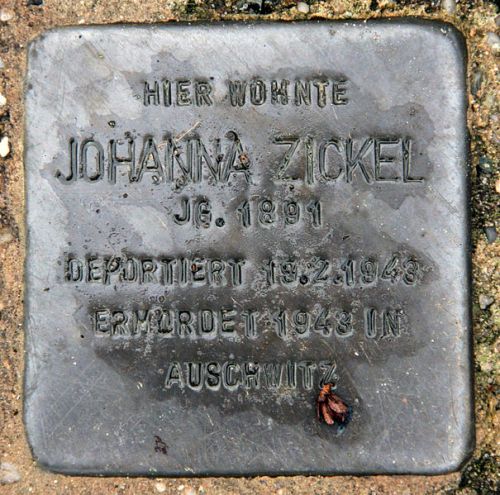 HIER WOHNTE
JOHANNA ZICKEL
JG. 1891
DEPORTIERT 19.2.1943
ERMORDET 1943 IN
AUSCHWITZ